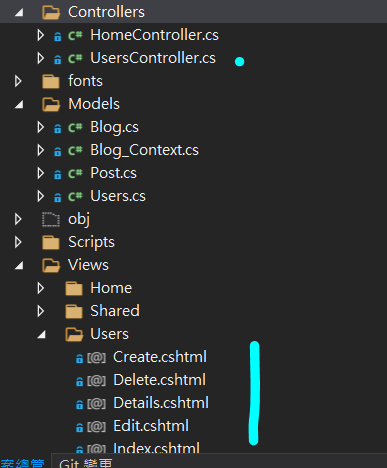 Controllers
C# HomeController.cs
C# UsersController.cs
fonts
Models
C# Blog.cs
C# Blog_Context.cs
C# Post.cs
C# Users.cs
obj
Scripts
Views
Home
Shared
Users
[@] Create.cshtml
[@] Delete.cshtml
[@] Details.cshtml
[@] Edit.cshtml
[@] Index.cshtml
案總管 Git 變更